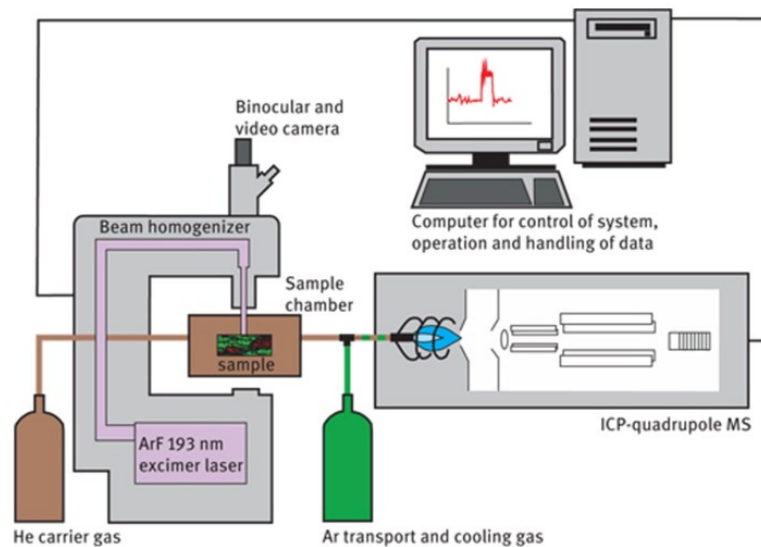 Binocular and
video camera
Beam homogenizer
Computer for control of system,
operation and handling of data
Sample
chamber
sample
ArF 193 nm
excimer laser
ICP-quadrupole MS
He carrier gas
Ar transport and cooling gas